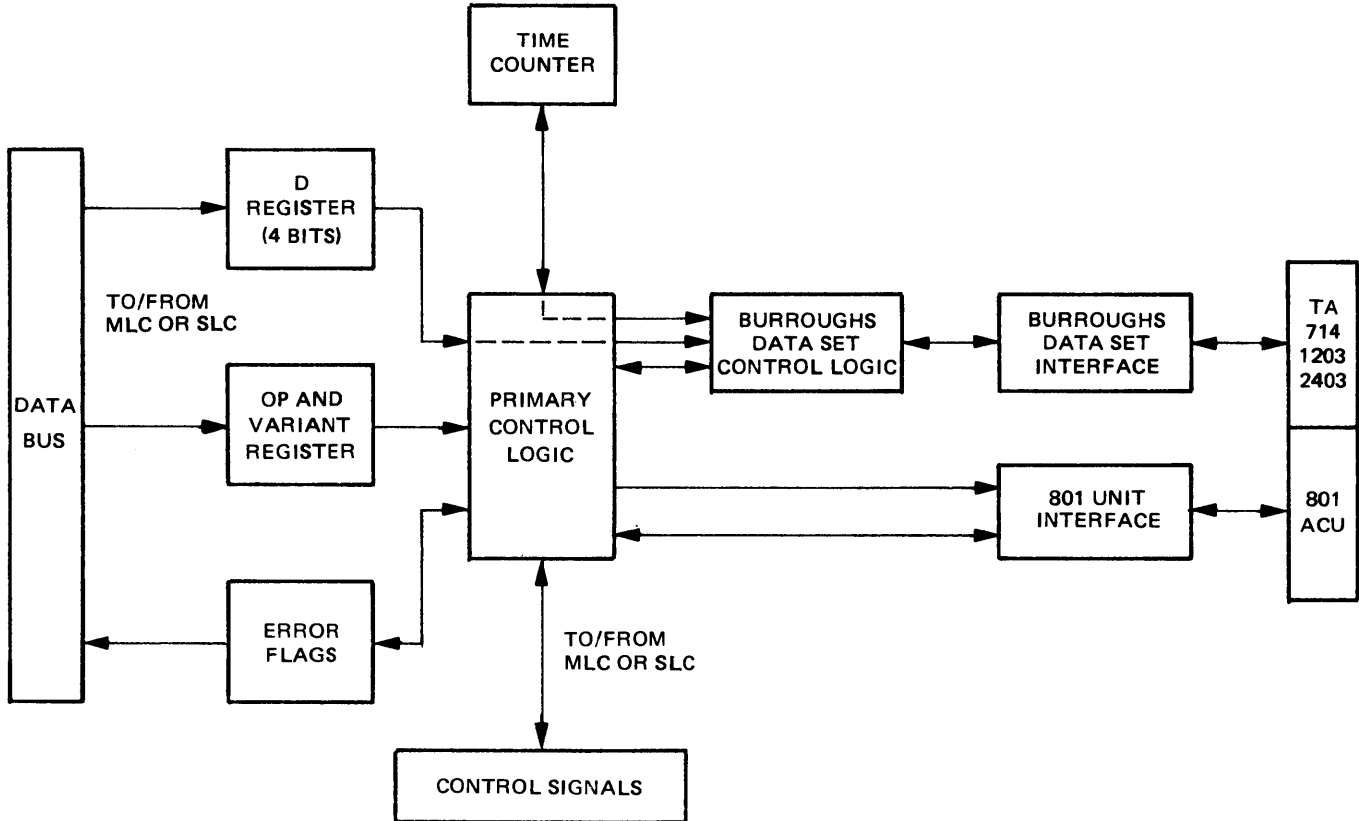 TIME
COUNTER
D
REGISTER
(4 BITS)
TO/FROM
MLC OR SLC
DATA
BUS
OP AND
VARIANT
REGISTER
ERROR
FLAGS
PRIMARY
CONTROL
LOGIC
BURROUGHS
DATA SET
CONTROL LOGIC
BURROUGHS
DATA SET
INTERFACE
TA
714
1203
2403
801 UNIT
INTERFACE
801
ACU
TO/FROM
MLC OR SLC
CONTROL SIGNALS